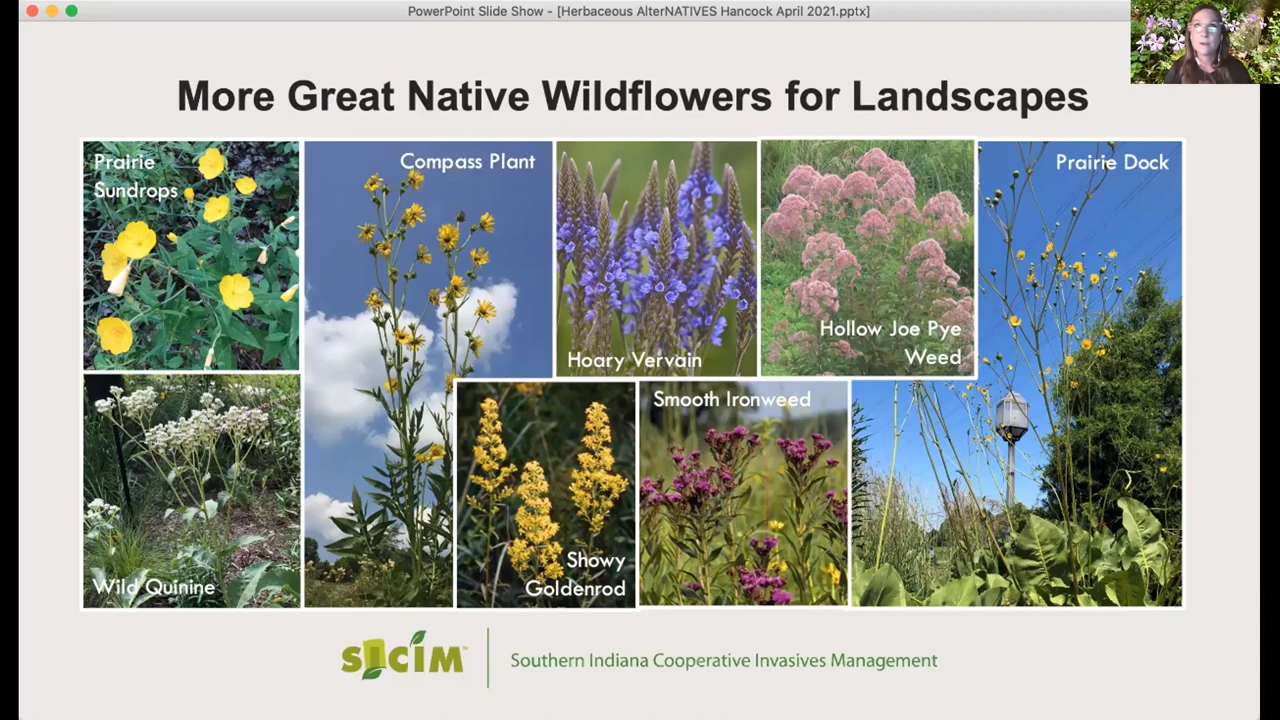 PowerPoint Slide Show - [Herbaceous AlterNATIVES Hancock April 2021.pptx]
More Great Native Wildflowers for Landscapes
Prairie
Sundrops
Compass Plant
Hoary Vervain
Hollow Joe Pye
Weed
Prairie Dock
Wild Quinine
Showy
Goldenrod
Smooth Ironweed
SICIM™
Southern Indiana Cooperative Invasives Management